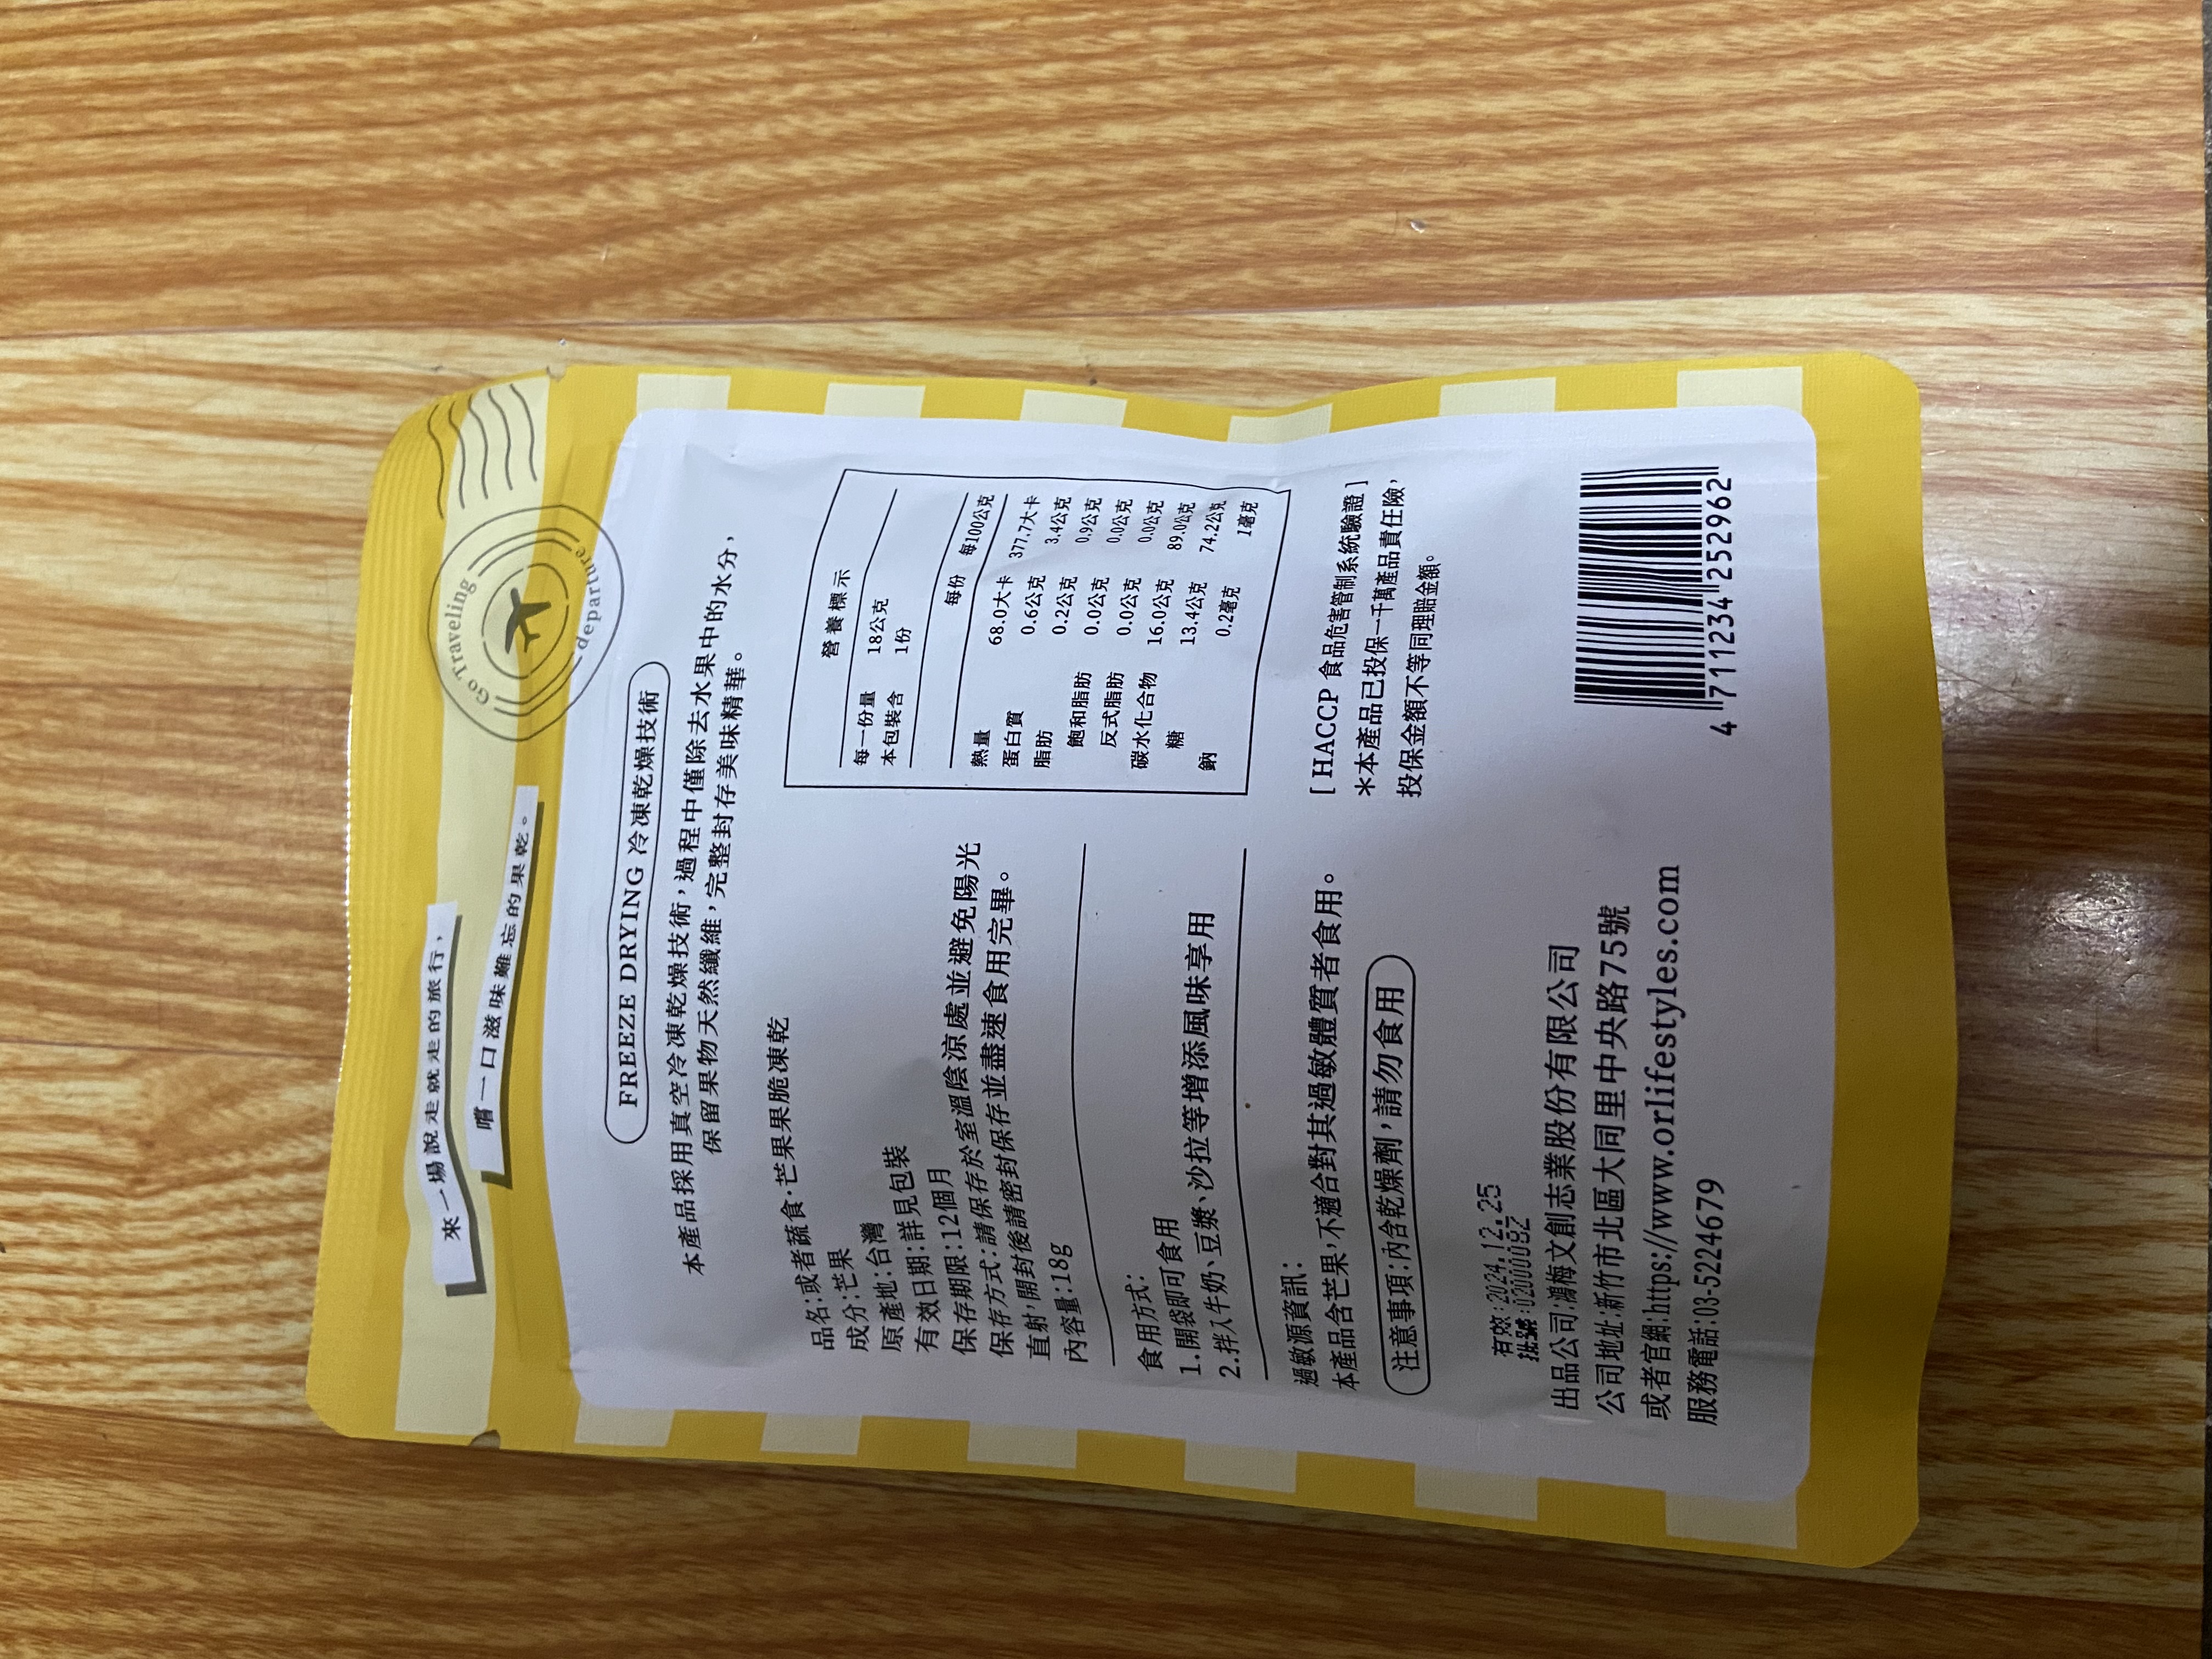 來一場說走就走的旅行，
嚐一口滋味難忘的果乾。
Go Traveling
departure
FREEZE DRYING 冷凍乾燥技術
本產品採用真空冷凍乾燥技術，過程中僅除去水果中的水分，
保留果物天然纖維，完整封存美味精華。
品名:或者蔬食·芒果果脆凍乾
成分:芒果
原產地:台灣
有效日期:詳見包裝
保存期限:12個月
保存方式:請保存於室溫陰涼處並避免陽光
直射，開封後請密封保存並盡速食用完畢。
內容量:18g
食用方式:
1.開袋即可食用
2.拌入牛奶、豆漿、沙拉等增添風味享用
過敏源資訊:
本產品含芒果，不適合對其過敏體質者食用。
注意事項:內含乾燥劑，請勿食用
營養標示
每一份量 18公克
本包裝含 1份
每份 每100公克
熱量 68.0大卡 377.7大卡
蛋白質 0.6公克 3.4公克
脂肪 0.2公克 0.9公克
飽和脂肪 0.0公克 0.0公克
反式脂肪 0.0公克 0.0公克
碳水化合物 16.0公克 89.0公克
糖 13.4公克 74.2公克
鈉 0.2毫克 1毫克
[ HACCP 食品危害管制系統驗證 ]
＊本產品已投保一千萬產品責任險，
投保金額不等同理賠金額。
有效:2024.12.25
批號:02000082
出品公司:鴻梅文創志業股份有限公司
公司地址:新竹市北區大同里中央路75號
或者官網:https://www.orlifestyles.com
服務電話:03-5224679
4 711234 252962